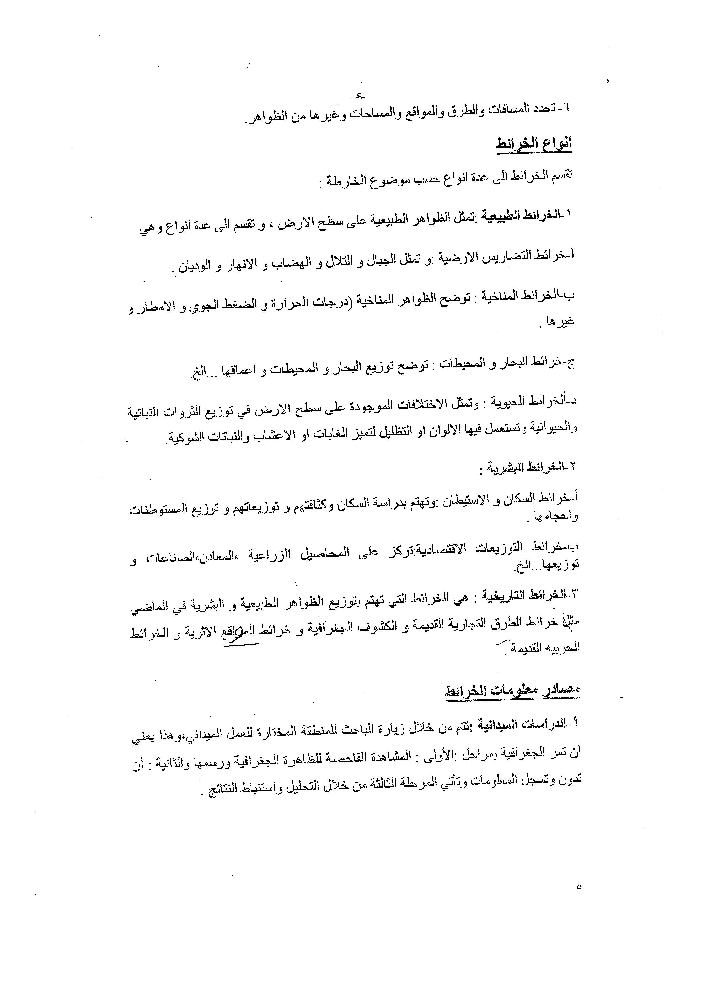 ٦- تحدد المسافات والطرق والمواقع والمساحات وغيرها من الظواهر.
انواع الخرائط
تقسم الخرائط الى عدة انواع حسب موضوع الخارطة :
١-الخرائط الطبيعية :تمثل الظواهر الطبيعية على سطح الارض ، و تقسم الى عدة انواع وهي
أ-خرائط التضاريس الارضية :و تمثل الجبال و التلال و الهضاب و الانهار و الوديان .
ب-الخرائط المناخية : توضح الظواهر المناخية (درجات الحرارة و الضغط الجوي و الامطار و
غيرها .
ج-خرائط البحار و المحيطات : توضح توزيع البحار و المحيطات و اعماقها ...الخ.
د-ألخرائط الحيوية : وتمثل الاختلافات الموجودة على سطح الارض في توزيع الثروات النباتية
والحيوانية وتستعمل فيها الالوان او التظليل لتميز الغابات او الاعشاب والنباتات الشوكية.
٢-الخرائط البشرية :
أ-خرائط السكان و الاستيطان :وتهتم بدراسة السكان وكثافتهم و توزيعاتهم و توزيع المستوطنات
واحجامها .
ب-خرائط التوزيعات الاقتصادية:تركز على المحاصيل الزراعية ،المعادن،الصناعات و
توزيعها...الخ.
٣-الخرائط التاريخية : هي الخرائط التي تهتم بتوزيع الظواهر الطبيعية و البشرية في الماضي
مثل خرائط الطرق التجارية القديمة و الكشوف الجغرافية و خرائط المواقع الاثرية و الخرائط
الحربيه القديمة .
مصادر معلومات الخرائط
١-الدراسات الميدانية :تتم من خلال زيارة الباحث للمنطقة المختارة للعمل الميداني،وهذا يعني
أن تمر الجغرافية بمراحل :الأولى : المشاهدة الفاحصة للظاهرة الجغرافية ورسمها والثانية : أن
تدون وتسجل المعلومات وتأتي المرحلة الثالثة من خلال التحليل واستنباط النتائج .
٥